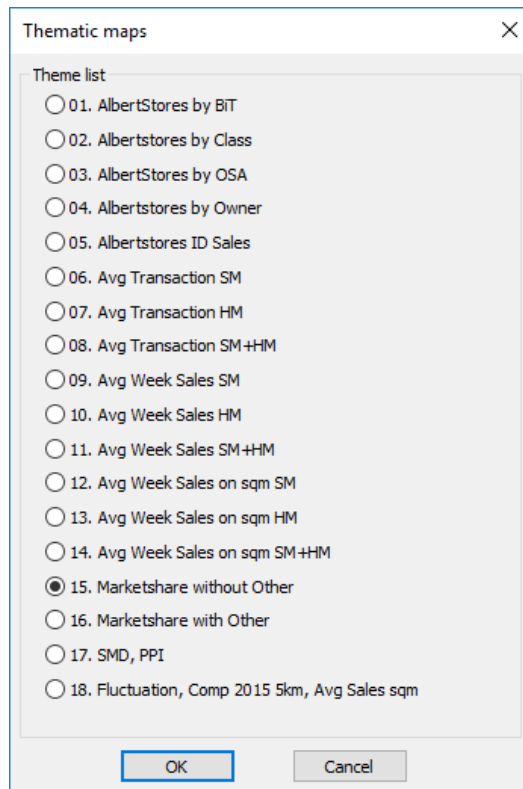 Thematic maps
Theme list
01. AlbertStores by BiT
02. Albertstores by Class
03. AlbertStores by OSA
04. Albertstores by Owner
05. Albertstores ID Sales
06. Avg Transaction SM
07. Avg Transaction HM
08. Avg Transaction SM+HM
09. Avg Week Sales SM
10. Avg Week Sales HM
11. Avg Week Sales SM+HM
12. Avg Week Sales on sqm SM
13. Avg Week Sales on sqm HM
14. Avg Week Sales on sqm SM+HM
15. Marketshare without Other
16. Marketshare with Other
17. SMD, PPI
18. Fluctuation, Comp 2015 5km, Avg Sales sqm
OK Cancel